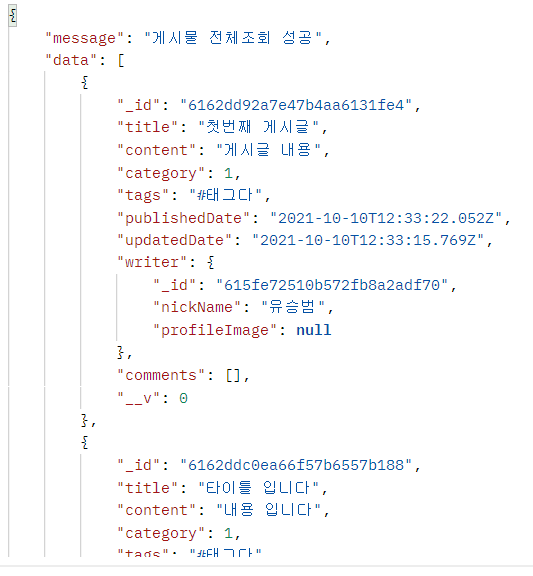 {
"message": "게시물 전체조회 성공",
"data": [
{
"_id": "6162dd92a7e47b4aa6131fe4",
"title": "첫번째 게시글",
"content": "게시글 내용",
"category": 1,
"tags": "#태그다",
"publishedDate": "2021-10-10T12:33:22.052Z",
"updatedDate": "2021-10-10T12:33:15.769Z",
"writer": {
"_id": "615fe72510b572fb8a2adf70",
"nickName": "유승범",
"profileImage": null
},
"comments": [],
"__v": 0
},
{
"_id": "6162ddc0ea66f57b6557b188",
"title": "타이틀 입니다",
"content": "내용 입니다",
"category": 1,
"tags": "#태그다"